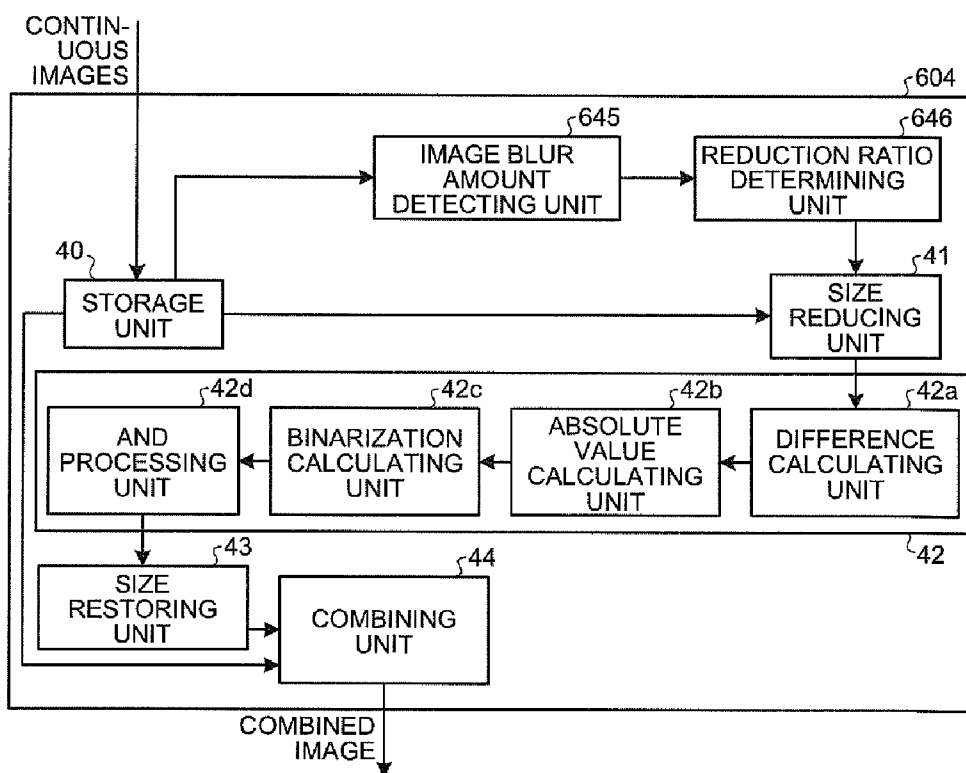 CONTIN-
UOUS
IMAGES
604
645
IMAGE BLUR
AMOUNT
DETECTING UNIT
646
REDUCTION RATIO
DETERMINING
UNIT
40
STORAGE
UNIT
41
SIZE
REDUCING
UNIT
42d
AND
PROCESSING
UNIT
42c
BINARIZATION
CALCULATING
UNIT
42b
ABSOLUTE
VALUE
CALCULATING
UNIT
42a
DIFFERENCE
CALCULATING
UNIT
42
43
SIZE
RESTORING
UNIT
44
COMBINING
UNIT
COMBINED
IMAGE